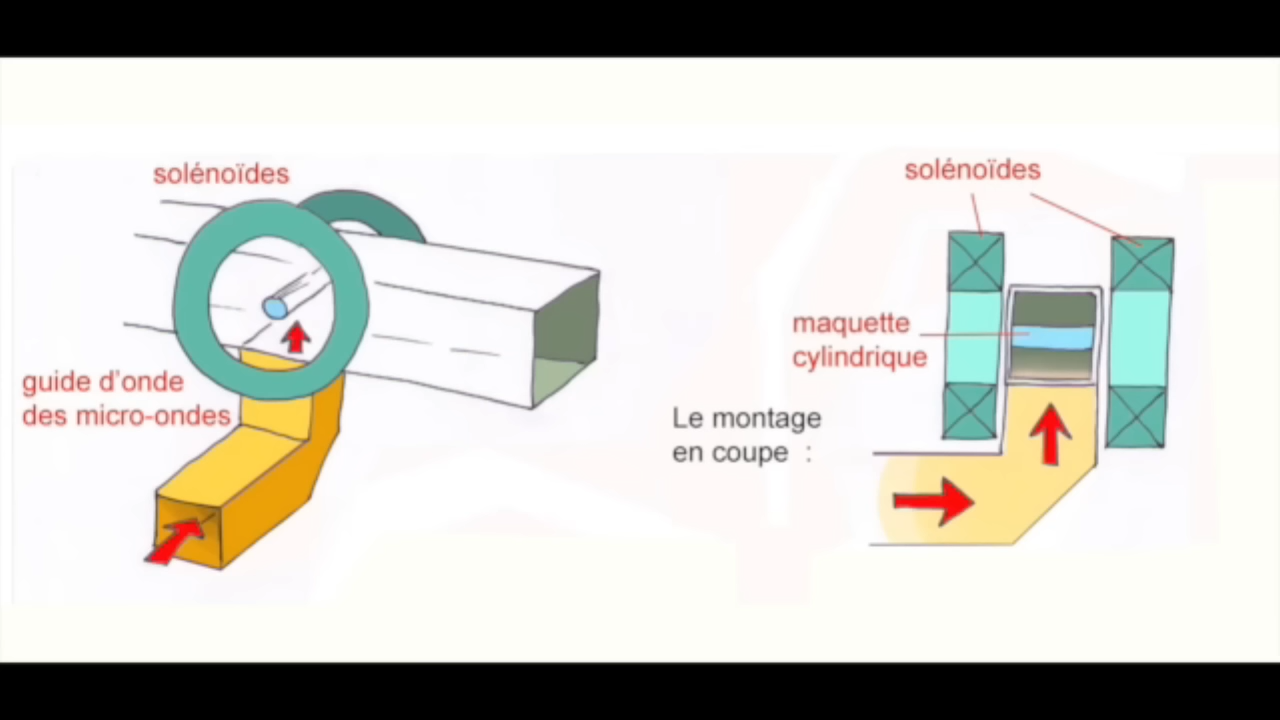 solénoïdes
guide d'onde
des micro-ondes
solénoïdes
maquette
cylindrique
Le montage
en coupe :